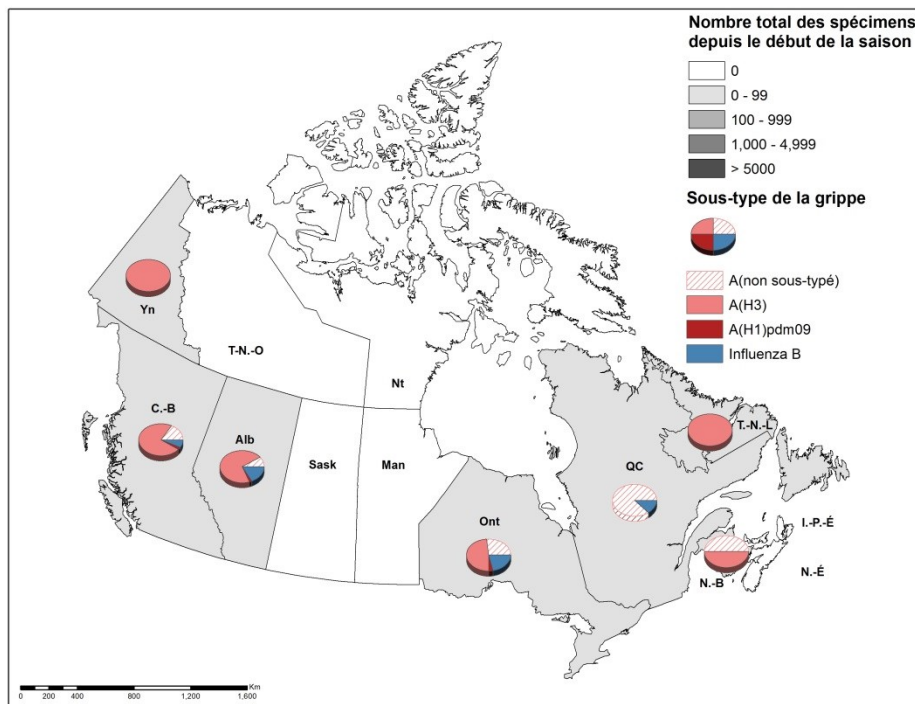 Nombre total des spécimens
depuis le début de la saison
0
0 - 99
100 - 999
1,000 - 4,999
> 5000
Sous-type de la grippe
A(non sous-typé)
A(H3)
A(H1)pdm09
Influenza B
Yn
T-N.-O
Nt
C.-B
Alb
Sask
Man
Ont
QC
T.-N.-L
I.-P.-É
N.-B
N.-É
Km
0 200 400 800 1,200 1,600